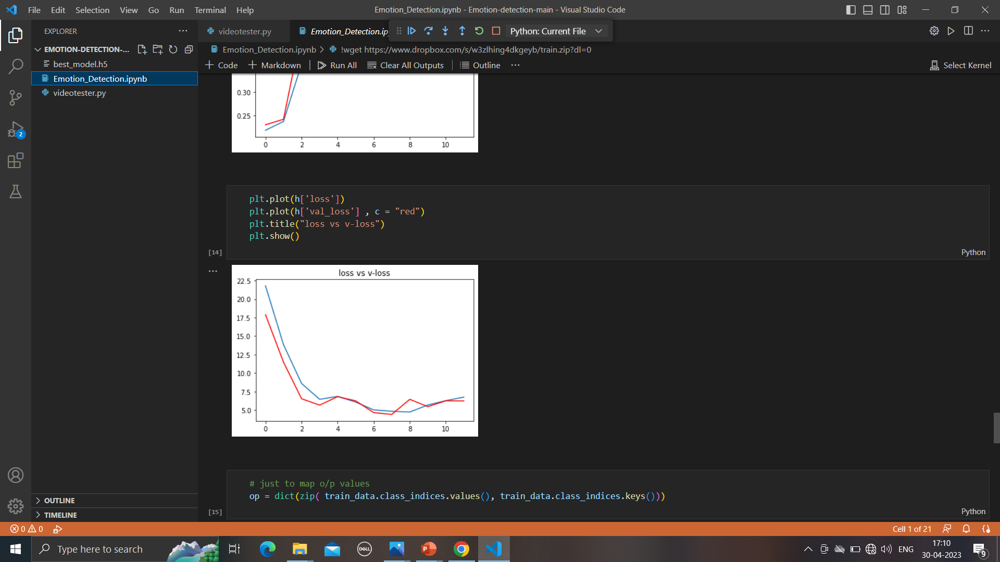 File Edit Selection View Go Run Terminal Help
Emotion_Detection.ipynb - Emotion-detection-main - Visual Studio Code
EXPLORER
videotester.py
Emotion_Detection.ip
Python: Current File
EMOTION-DETECTION-...
Emotion_Detection.ipynb > !wget https://www.dropbox.com/s/w3zlhing4dkgeyb/train.zip?dl=0
best_model.h5
Code Markdown Run All Clear All Outputs Outline ...
Select Kernel
Emotion_Detection.ipynb
videotester.py
2
0.30
0.25
0 2 4 6 8 10
plt.plot(h['loss'])
plt.plot(h['val_loss'] , c = "red")
plt.title("loss vs v-loss")
plt.show()
[14]
Python
loss vs v-loss
22.5
20.0
17.5
15.0
12.5
10.0
7.5
5.0
0 2 4 6 8 10
# just to map o/p values
op = dict(zip( train_data.class_indices.values(), train_data.class_indices.keys()))
[15]
Python
OUTLINE
TIMELINE
0 0
Cell 1 of 21
Type here to search
DELL
P
ENG
17:10
30-04-2023
9